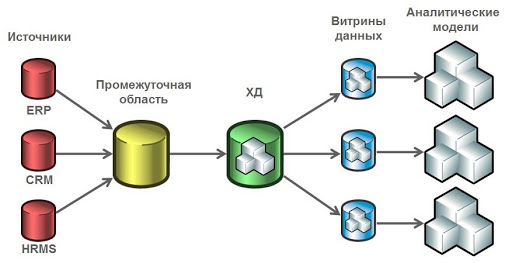 Источники
Промежуточная
область
ХД
Витрины
данных
Аналитические
модели
ERP
CRM
HRMS